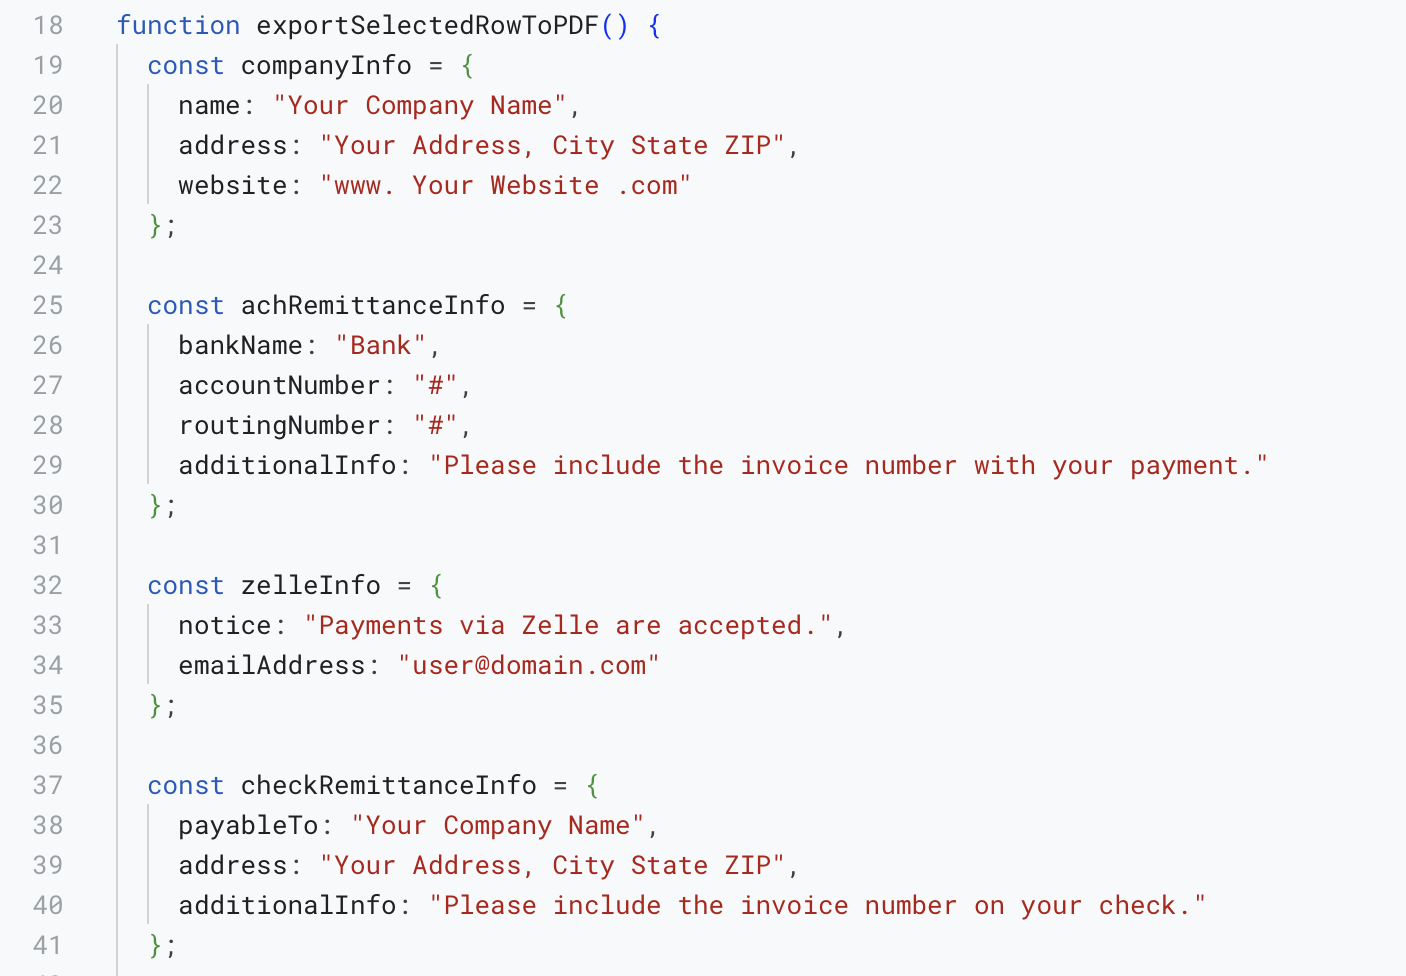 18 function exportSelectedRowToPDF() {
19 const companyInfo = {
20 name: "Your Company Name",
21 address: "Your Address, City State ZIP",
22 website: "www. Your Website .com"
23 };
24
25 const achRemittanceInfo = {
26 bankName: "Bank",
27 accountNumber: "#",
28 routingNumber: "#",
29 additionalInfo: "Please include the invoice number with your payment."
30 };
31
32 const zelleInfo = {
33 notice: "Payments via Zelle are accepted.",
34 emailAddress: "user@domain.com"
35 };
36
37 const checkRemittanceInfo = {
38 payableTo: "Your Company Name",
39 address: "Your Address, City State ZIP",
40 additionalInfo: "Please include the invoice number on your check."
41 };